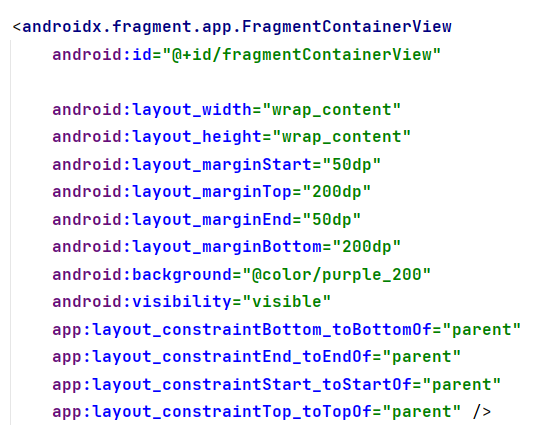 <androidx.fragment.app.FragmentContainerView
android:id="@+id/fragmentContainerView"
android:layout_width="wrap_content"
android:layout_height="wrap_content"
android:layout_marginStart="50dp"
android:layout_marginTop="200dp"
android:layout_marginEnd="50dp"
android:layout_marginBottom="200dp"
android:background="@color/purple_200"
android:visibility="visible"
app:layout_constraintBottom_toBottomOf="parent"
app:layout_constraintEnd_toEndOf="parent"
app:layout_constraintStart_toStartOf="parent"
app:layout_constraintTop_toTopOf="parent" />